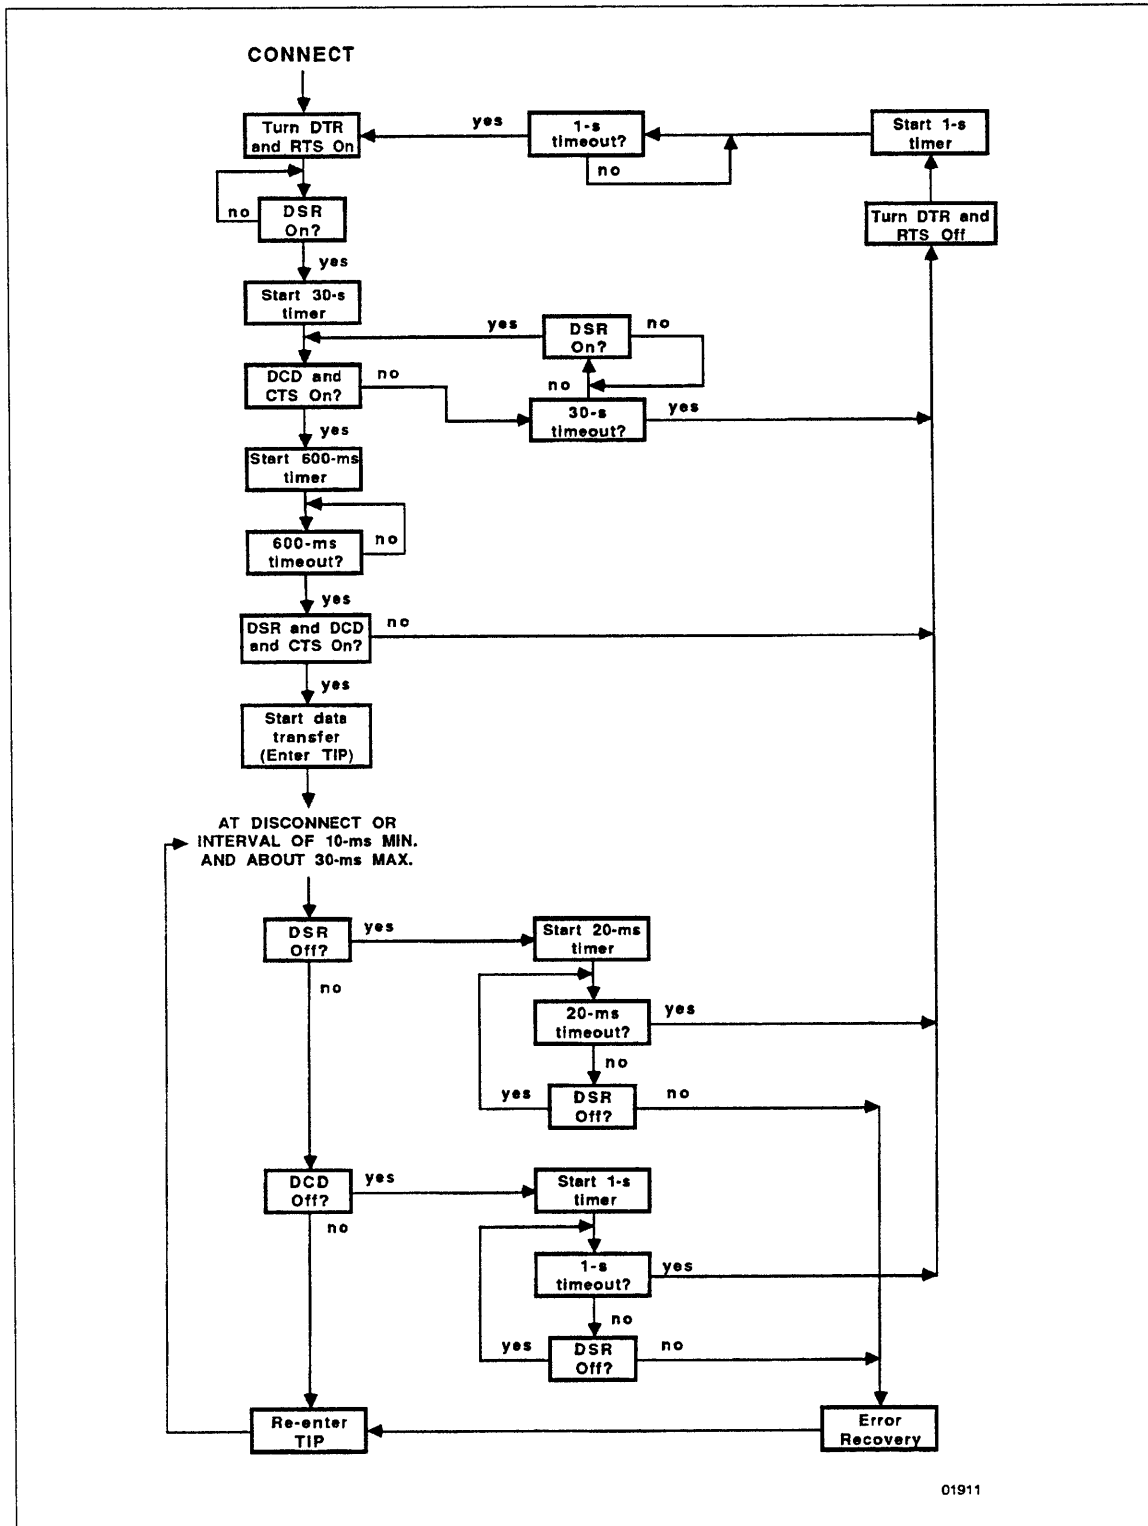 CONNECT
Turn DTR
and RTS On
yes
1-s
timeout?
no
Start 1-s
timer
Turn DTR and
RTS Off
no
DSR
On?
yes
Start 30-s
timer
yes
DSR
On?
no
DCD and
CTS On?
no
no
30-s
timeout?
yes
yes
Start 600-ms
timer
600-ms
timeout?
no
yes
DSR and DCD
and CTS On?
no
yes
Start data
transfer
(Enter TIP)
AT DISCONNECT OR
INTERVAL OF 10-ms MIN.
AND ABOUT 30-ms MAX.
DSR
Off?
yes
Start 20-ms
timer
no
20-ms
timeout?
yes
no
yes
DSR
Off?
no
DCD
Off?
yes
Start 1-s
timer
no
1-s
timeout?
yes
no
yes
DSR
Off?
no
Re-enter
TIP
Error
Recovery
01911